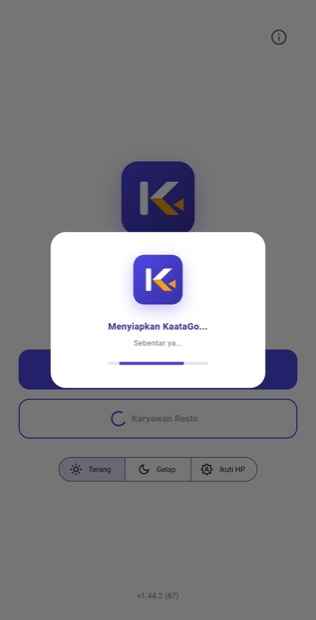 Menyiapkan KaataGo...
Sebentar ya...
Karyawan Resto
Terang
Gelap
Ikuti HP
v1.44.2 (87)